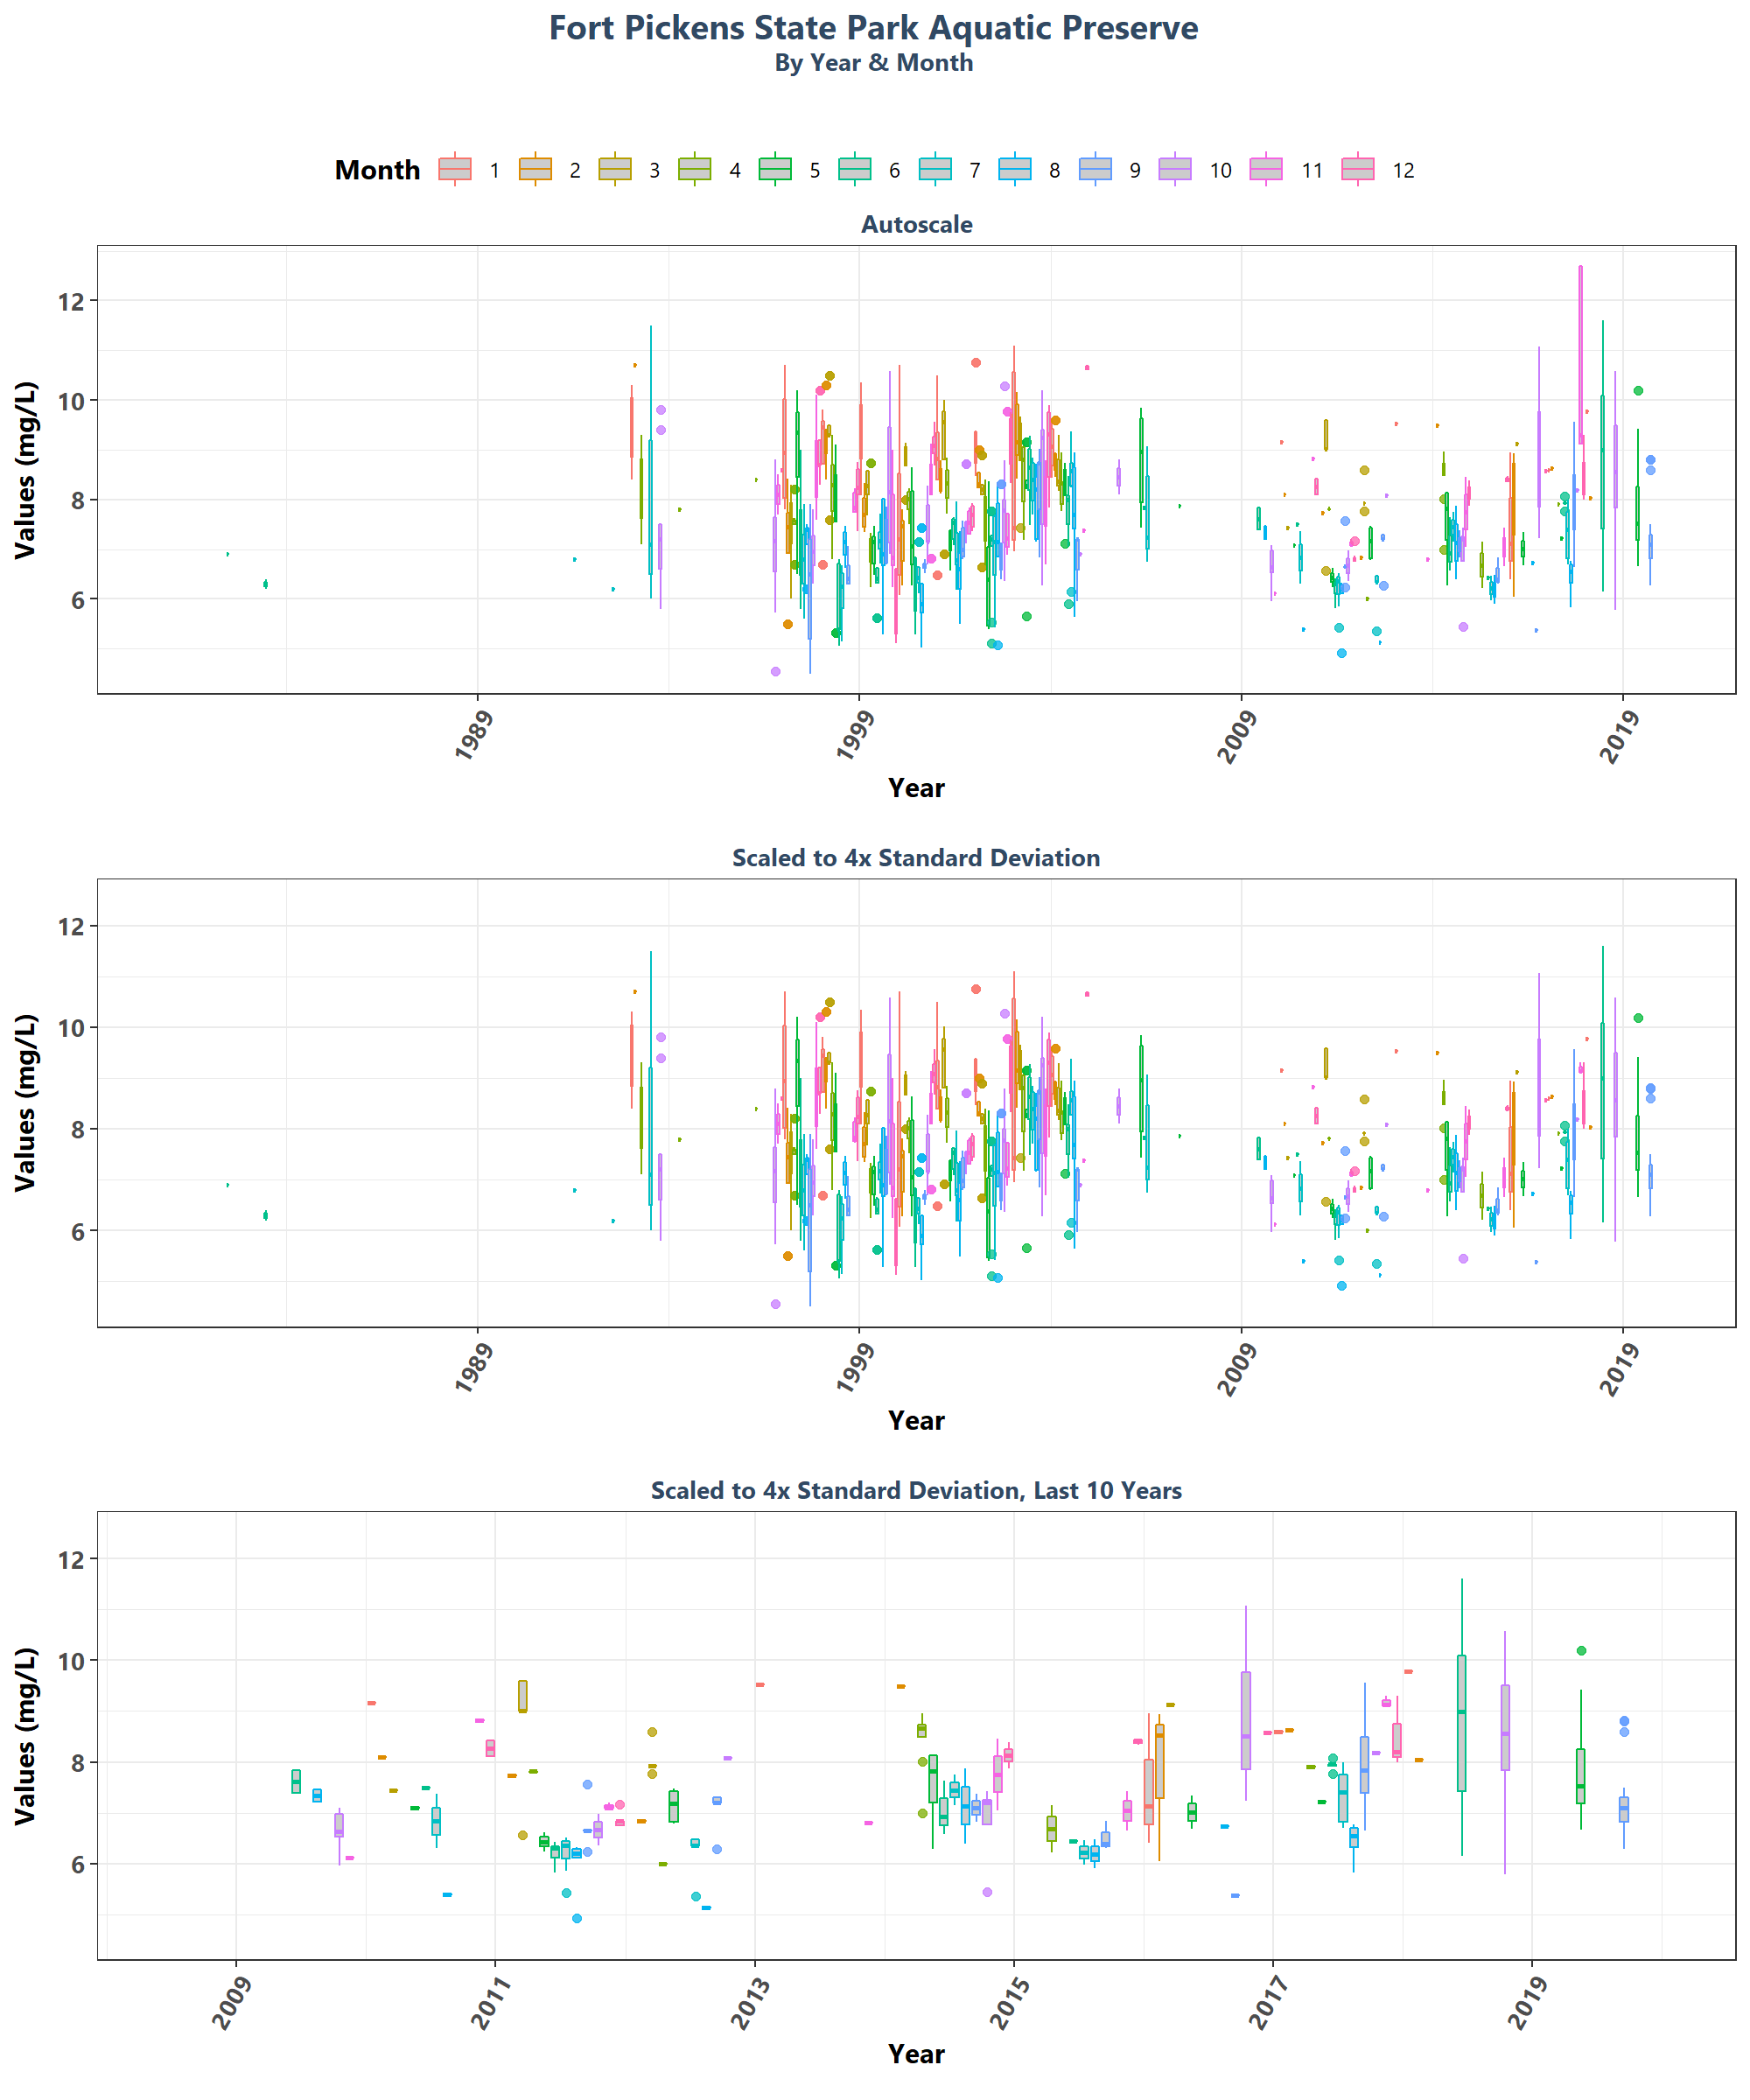 Fort Pickens State Park Aquatic Preserve
By Year & Month
Month 1 2 3 4 5 6 7 8 9 10 11 12
Autoscale
Values (mg/L)
12
10
8
6
1989 1999 2009 2019
Year
Scaled to 4x Standard Deviation
Values (mg/L)
12
10
8
6
1989 1999 2009 2019
Year
Scaled to 4x Standard Deviation, Last 10 Years
Values (mg/L)
12
10
8
6
2009 2011 2013 2015 2017 2019
Year